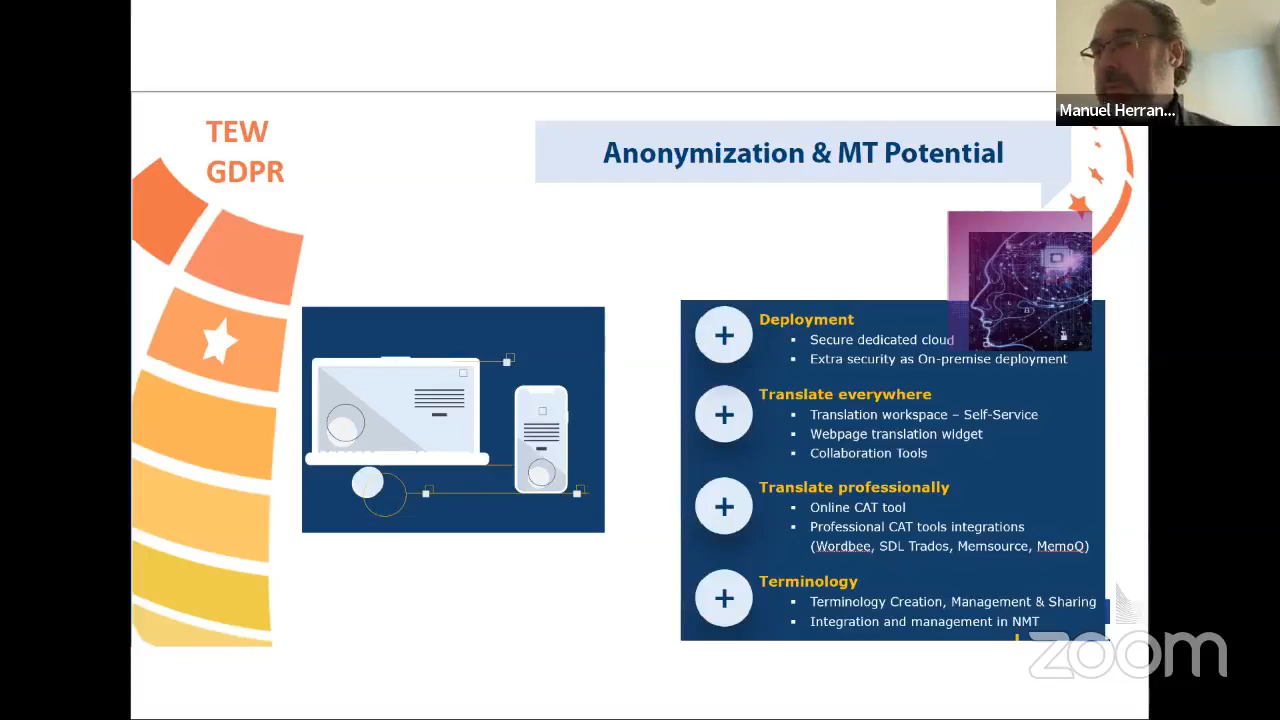 Manuel Herran...
TEW
GDPR
Anonymization & MT Potential
+ Deployment
▪ Secure dedicated cloud
▪ Extra security as On-premise deployment
+ Translate everywhere
▪ Translation workspace – Self-Service
▪ Webpage translation widget
▪ Collaboration Tools
+ Translate professionally
▪ Online CAT tool
▪ Professional CAT tools integrations
(Wordbee, SDL Trados, Memsource, MemoQ)
+ Terminology
▪ Terminology Creation, Management & Sharing
▪ Integration and management in NMT
zoom